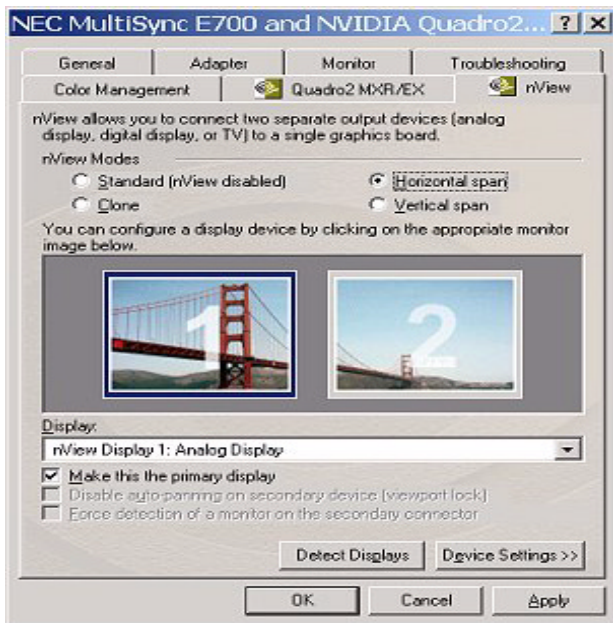 NEC MultiSync E700 and NVIDIA Quadro2... ? ×
General Adapter Monitor Troubleshooting
Color Management Quadro2 MXR/EX nView
nView allows you to connect two separate output devices (analog
display, digital display, or TV) to a single graphics board.
nView Modes
Standard (nView disabled) Horizontal span
Clone Vertical span
You can configure a display device by clicking on the appropriate monitor
image below.
1 2
Display:
nView Display 1: Analog Display
Make this the primary display
Disable auto-panning on secondary device (viewport lock)
Force detection of a monitor on the secondary connector
Detect Displays Device Settings >>
OK Cancel Apply